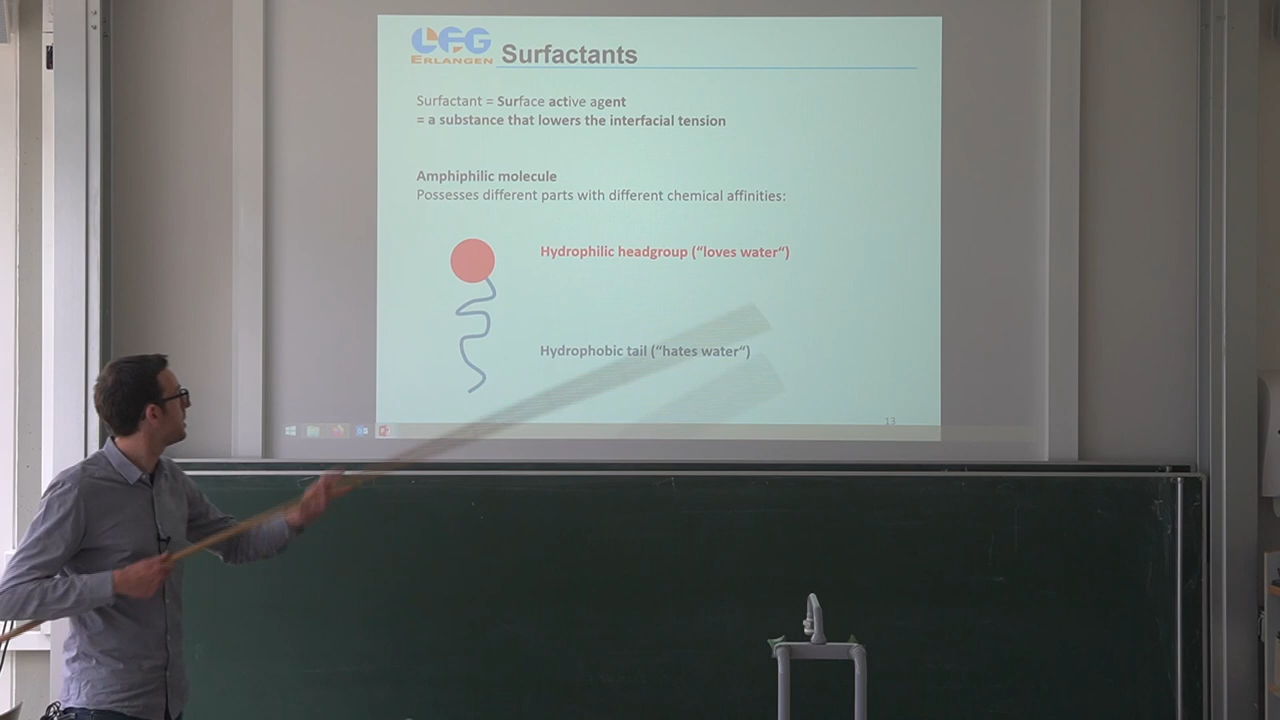 LFG
ERLANGEN
Surfactants
Surfactant = Surface active agent
= a substance that lowers the interfacial tension
Amphiphilic molecule
Possesses different parts with different chemical affinities:
Hydrophilic headgroup (“loves water“)
Hydrophobic tail (“hates water“)
13